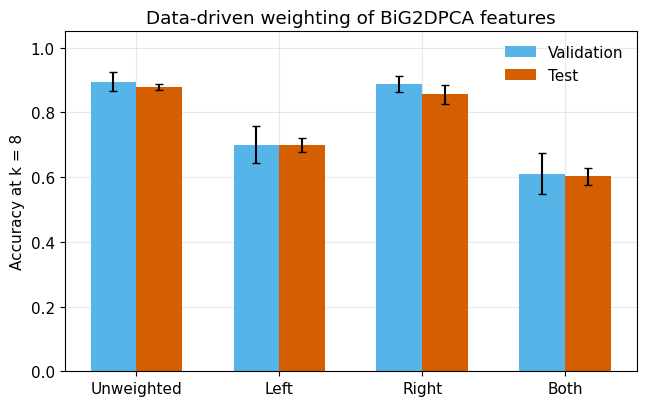 Data-driven weighting of BiG2DPCA features
Validation
Test
Accuracy at k = 8
1.0
0.8
0.6
0.4
0.2
0.0
Unweighted
Left
Right
Both